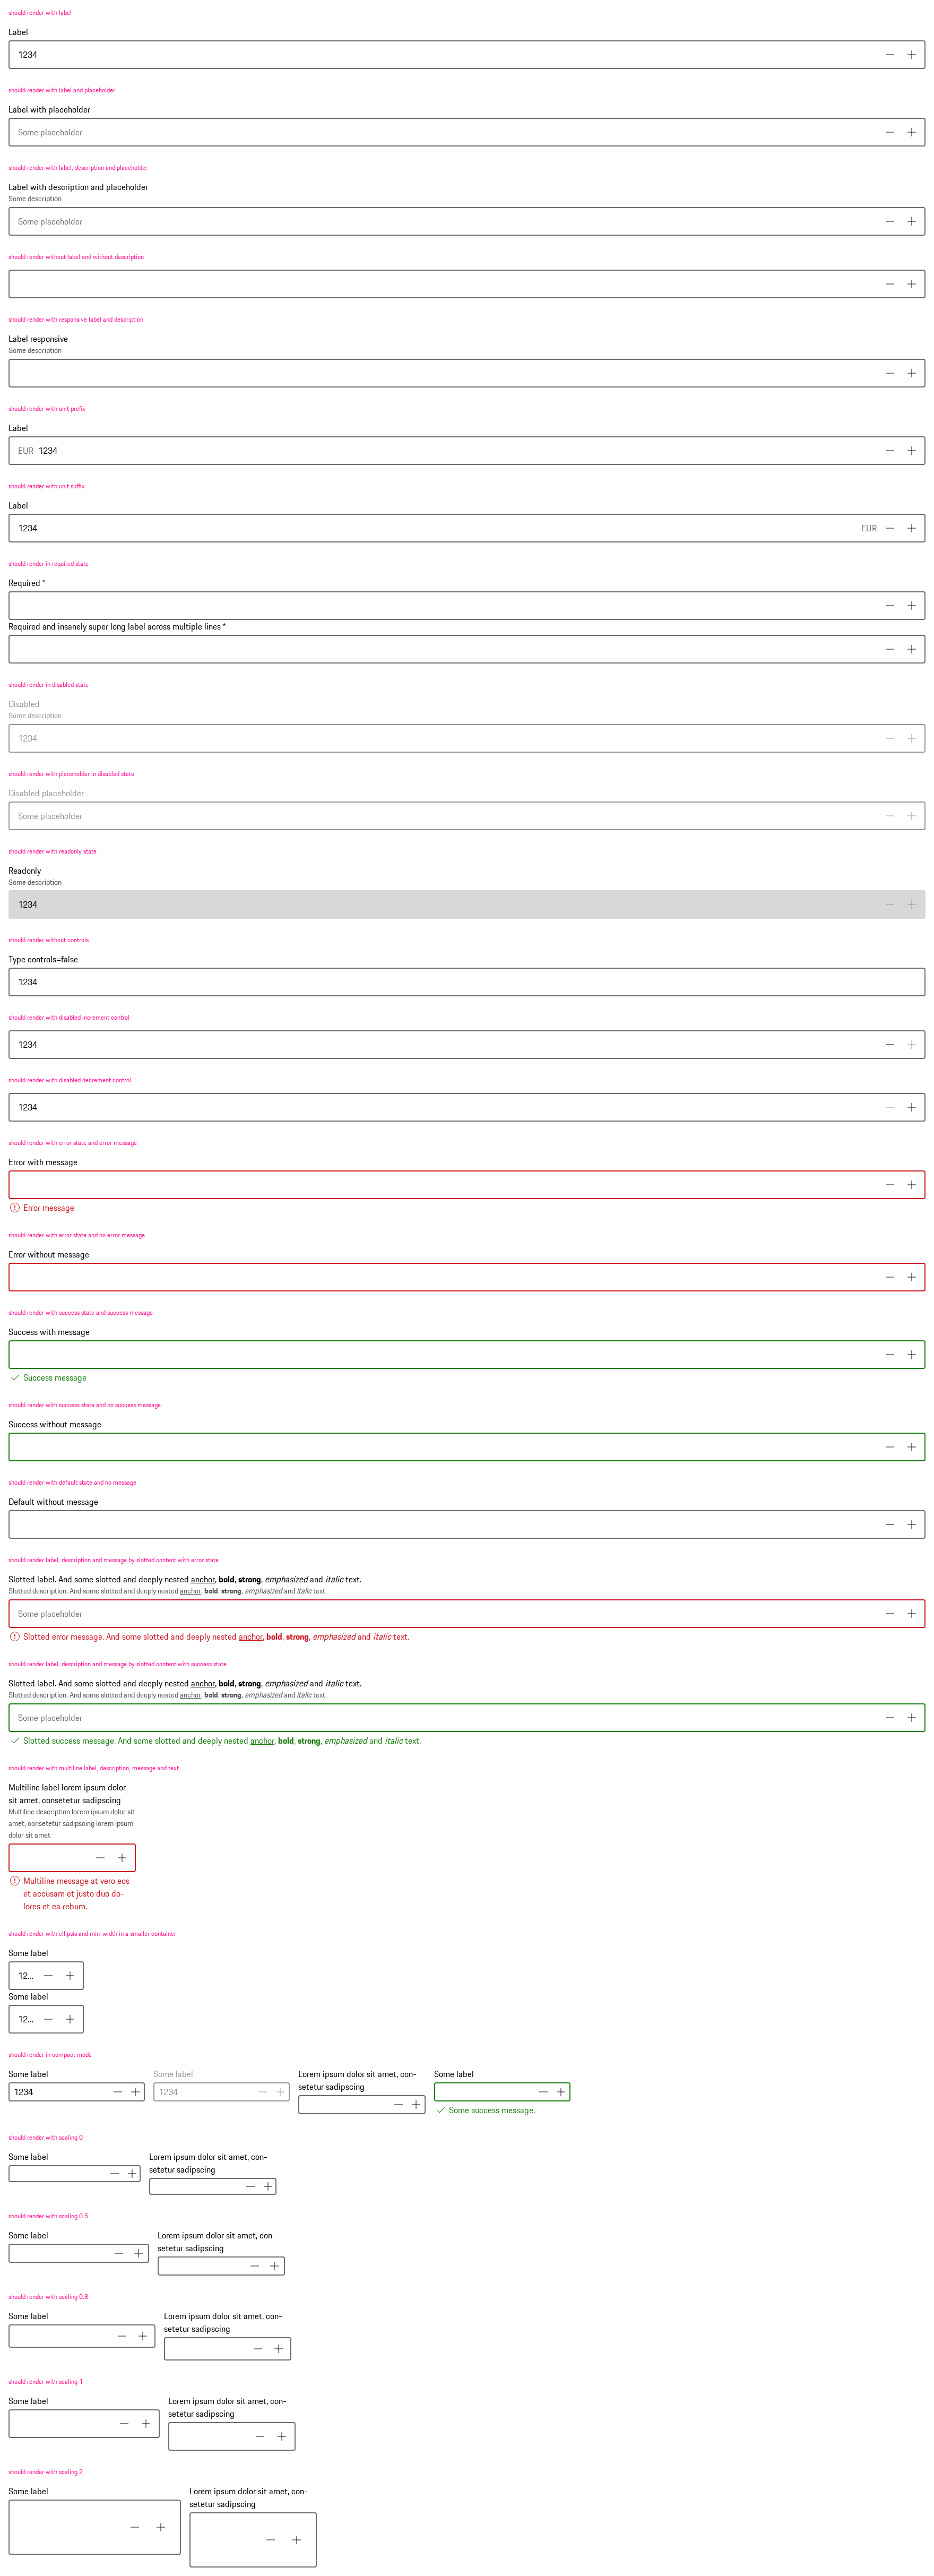 should render with label
Label
1234
should render with label and placeholder
Label with placeholder
Some placeholder
should render with label, description and placeholder
Label with description and placeholder
Some description
Some placeholder
should render without label and without description
should render with responsive label and description
Label responsive
Some description
should render with unit prefix
Label
EUR 1234
should render with unit suffix
Label
1234 EUR
should render in required state
Required *
Required and insanely super long label across multiple lines *
should render in disabled state
Disabled
Some description
1234
should render with placeholder in disabled state
Disabled placeholder
Some placeholder
should render with readonly state
Readonly
Some description
1234
should render without controls
Type controls=false
1234
should render with disabled increment control
1234
should render with disabled decrement control
1234
should render with error state and error message
Error with message
Error message
should render with error state and no error message
Error without message
should render with success state and success message
Success with message
Success message
should render with success state and no success message
Success without message
should render with default state and no message
Default without message
should render label, description and message by slotted content with error state
Slotted label. And some slotted and deeply nested anchor, bold, strong, emphasized and italic text.
Slotted description. And some slotted and deeply nested anchor, bold, strong, emphasized and italic text.
Some placeholder
Slotted error message. And some slotted and deeply nested anchor, bold, strong, emphasized and italic text.
should render label, description and message by slotted content with success state
Slotted label. And some slotted and deeply nested anchor, bold, strong, emphasized and italic text.
Slotted description. And some slotted and deeply nested anchor, bold, strong, emphasized and italic text.
Some placeholder
Slotted success message. And some slotted and deeply nested anchor, bold, strong, emphasized and italic text.
should render with multiline label, description, message and text
Multiline label lorem ipsum dolor
sit amet, consetetur sadipscing
Multiline description lorem ipsum dolor sit
amet, consetetur sadipscing lorem ipsum
dolor sit amet
Multiline message at vero eos
et accusam et justo duo do-
lores et ea rebum.
should render with ellipsis and min-width in a smaller container
Some label
12...
Some label
12...
should render in compact mode
Some label
1234
Some label
1234
Lorem ipsum dolor sit amet, con-
setetur sadipscing
Some label
Some success message.
should render with scaling 0
Some label
Lorem ipsum dolor sit amet, con-
setetur sadipscing
should render with scaling 0.5
Some label
Lorem ipsum dolor sit amet, con-
setetur sadipscing
should render with scaling 0.8
Some label
Lorem ipsum dolor sit amet, con-
setetur sadipscing
should render with scaling 1
Some label
Lorem ipsum dolor sit amet, con-
setetur sadipscing
should render with scaling 2
Some label
Lorem ipsum dolor sit amet, con-
setetur sadipscing